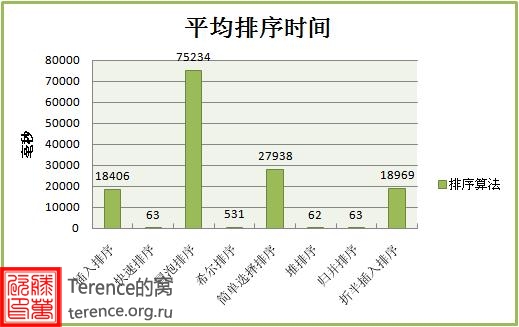 平均排序时间
毫秒
80000
70000
60000
50000
40000
30000
20000
10000
0
18406
63
75234
531
27938
62
63
18969
插入排序
快速排序
冒泡排序
希尔排序
简单选择排序
堆排序
归并排序
折半插入排序
排序算法
Terence的窝
terence.org.ru